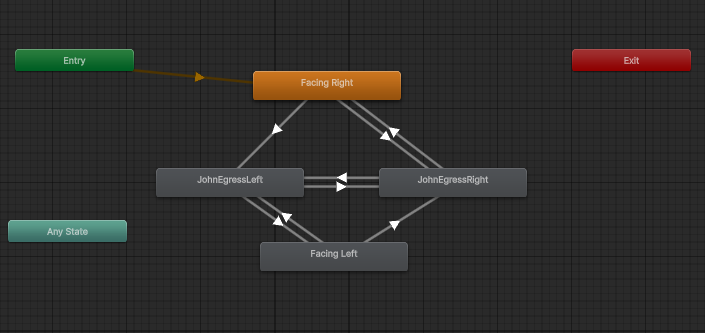 Entry
Exit
Facing Right
JohnEgressLeft
JohnEgressRight
Any State
Facing Left